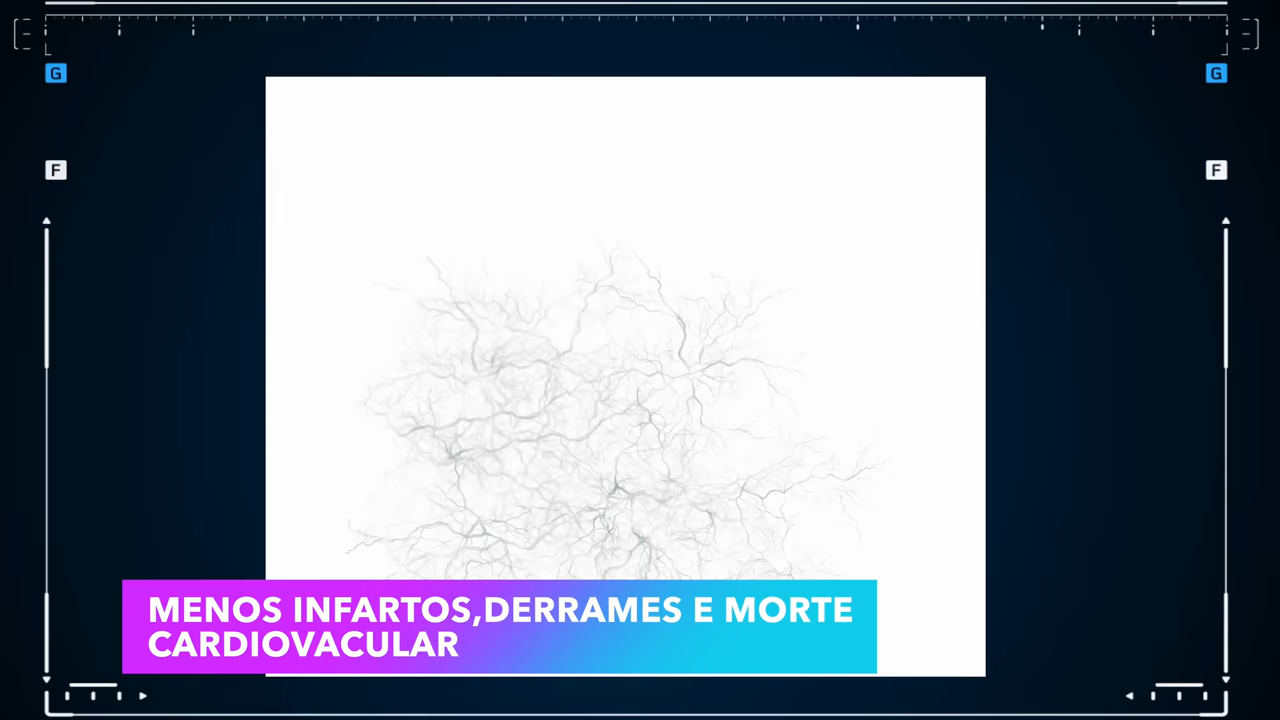 G G
F F
MENOS INFARTOS,DERRAMES E MORTE
CARDIOVACULAR